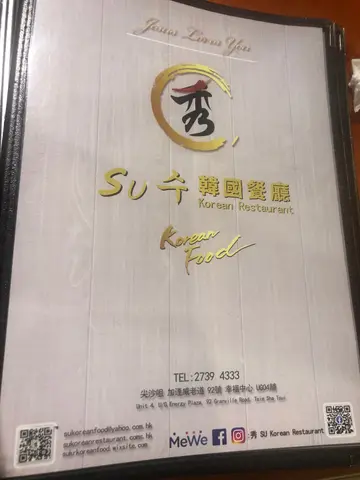 Jesus Loves You
秀
SU 수 韓國餐廳
Korean Restaurant
Korean
Food
TEL:2739 4333
尖沙咀 加連威老道 92號 幸福中心 UG04號
Unit 4, U/G Energy Plaza, 92 Granville Road, Tsim Sha Tsui
sukoreanfood@yahoo.com.hk
sukoreanrestaurant.com.hk
sukrkoreanfood.wixsite.com
MeWe
:秀 SU Korean Restaurant